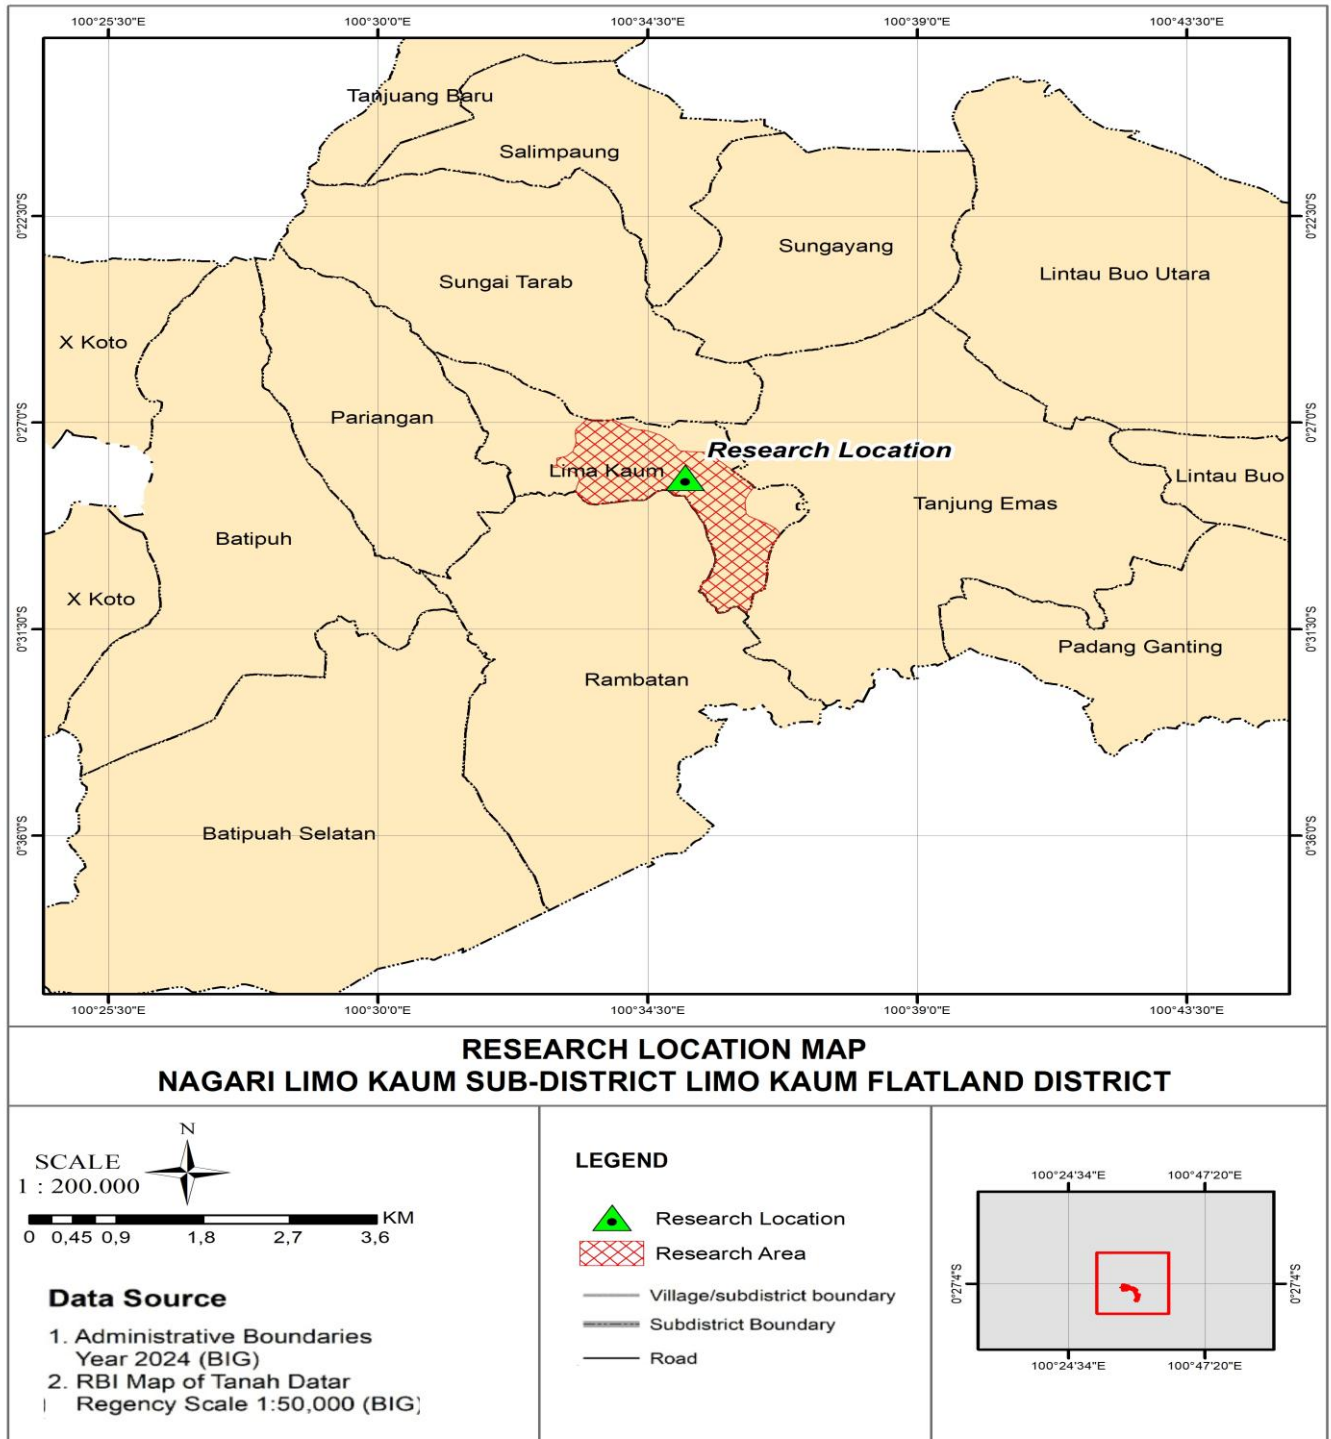 100°25'30"E 100°30'0"E 100°34'30"E 100°39'0"E 100°43'30"E
Tanjuang Baru
Salimpaung
0°22'30"S
0°22'30"S
Sungayang
Lintau Buo Utara
Sungai Tarab
X Koto
Pariangan
0°27'0"S
0°27'0"S
Research Location
Lima Kaum
Lintau Buo
Tanjung Emas
Batipuh
X Koto
0°31'30"S
0°31'30"S
Padang Ganting
Rambatan
Batipuah Selatan
0°36'0"S
0°36'0"S
100°25'30"E 100°30'0"E 100°34'30"E 100°39'0"E 100°43'30"E
RESEARCH LOCATION MAP
NAGARI LIMO KAUM SUB-DISTRICT LIMO KAUM FLATLAND DISTRICT
N
SCALE
1 : 200.000
KM
0 0,45 0,9 1,8 2,7 3,6
Data Source
1. Administrative Boundaries
Year 2024 (BIG)
2. RBI Map of Tanah Datar
Regency Scale 1:50,000 (BIG)
LEGEND
Research Location
Research Area
Village/subdistrict boundary
Subdistrict Boundary
Road
100°24'34"E 100°47'20"E
0°27'4"S
0°27'4"S
100°24'34"E 100°47'20"E